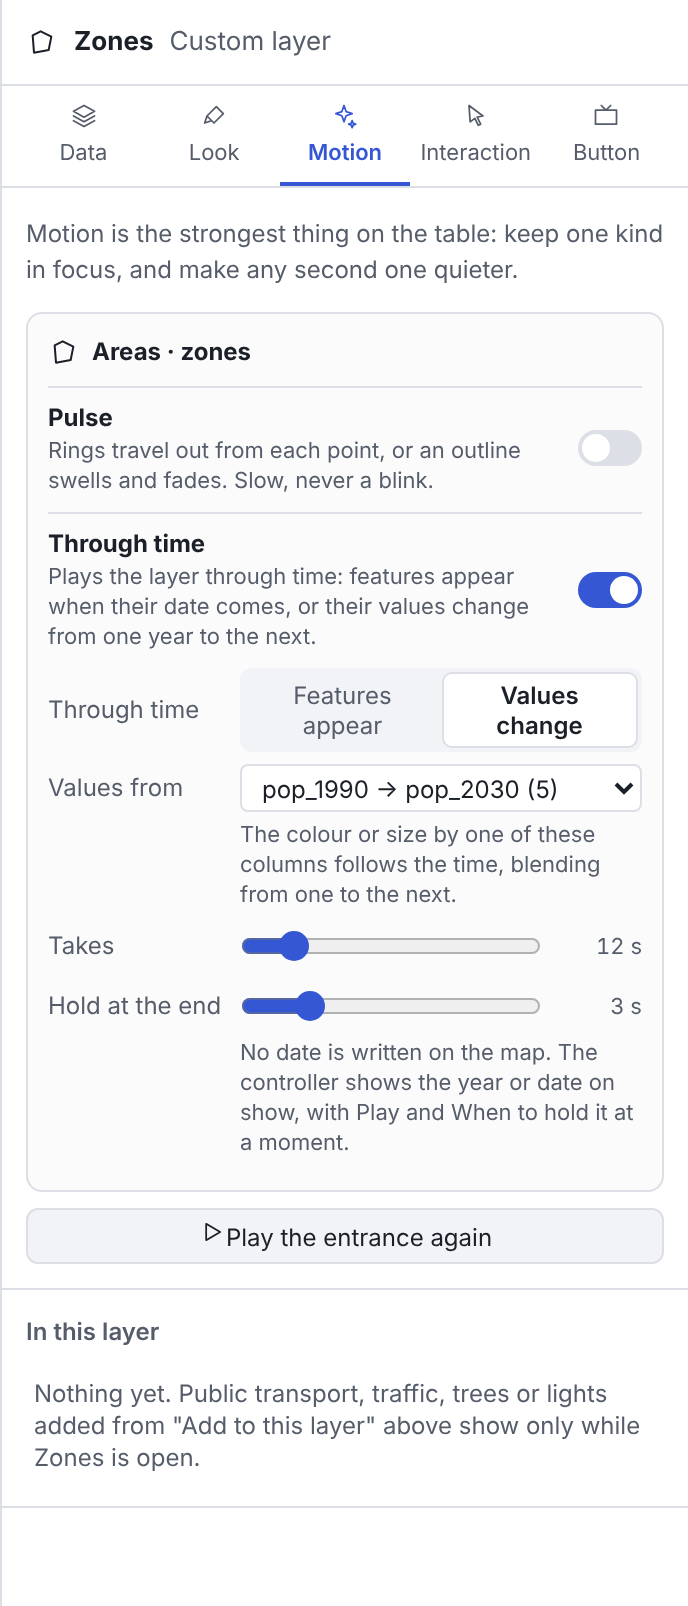 Zones Custom layer
Data Look Motion Interaction Button
Motion is the strongest thing on the table: keep one kind
in focus, and make any second one quieter.
Areas · zones
Pulse
Rings travel out from each point, or an outline
swells and fades. Slow, never a blink.
Through time
Plays the layer through time: features appear
when their date comes, or their values change
from one year to the next.
Through time
Features
appear
Values
change
Values from
pop_1990 → pop_2030 (5)
The colour or size by one of these
columns follows the time, blending
from one to the next.
Takes 12 s
Hold at the end 3 s
No date is written on the map. The
controller shows the year or date on
show, with Play and When to hold it at
a moment.
Play the entrance again
In this layer
Nothing yet. Public transport, traffic, trees or lights
added from "Add to this layer" above show only while
Zones is open.